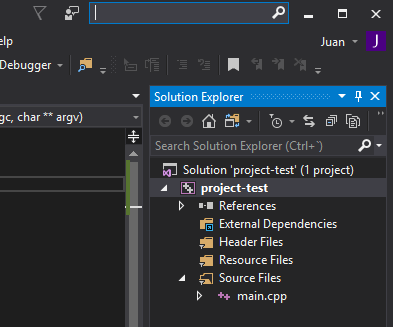 elp
Juan
J
Debugger
gc, char ** argv)
Solution Explorer
Search Solution Explorer (Ctrl+¨)
Solution 'project-test' (1 project)
project-test
References
External Dependencies
Header Files
Resource Files
Source Files
main.cpp